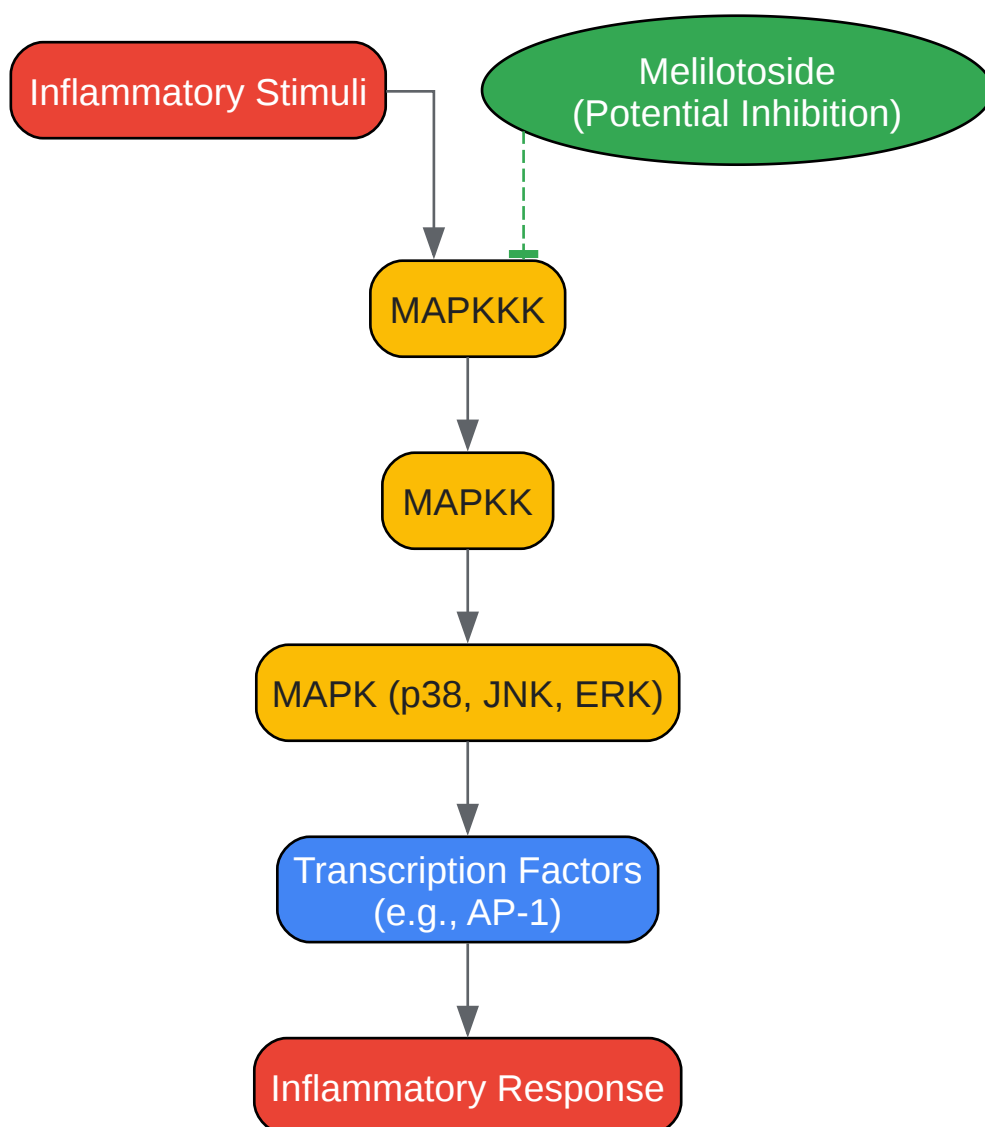 Inflammatory Stimuli
Melilotoside
(Potential Inhibition)
MAPKKK
MAPKK
MAPK (p38, JNK, ERK)
Transcription Factors
(e.g., AP-1)
Inflammatory Response